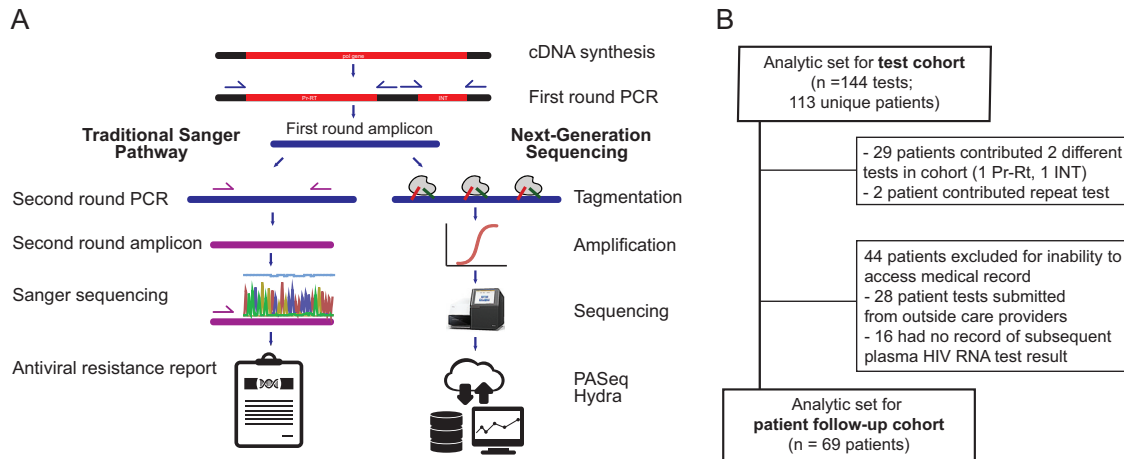 A
pol gene
cDNA synthesis
Pr-RT
INT
First round PCR
First round amplicon
Traditional Sanger
Pathway
Next-Generation
Sequencing
Second round PCR
Tagmentation
Second round amplicon
Amplification
Sanger sequencing
Sequencing
Antiviral resistance report
PASeq
Hydra
B
Analytic set for test cohort
(n =144 tests;
113 unique patients)
- 29 patients contributed 2 different
tests in cohort (1 Pr-Rt, 1 INT)
- 2 patient contributed repeat test
44 patients excluded for inability to
access medical record
- 28 patient tests submitted
from outside care providers
- 16 had no record of subsequent
plasma HIV RNA test result
Analytic set for
patient follow-up cohort
(n = 69 patients)